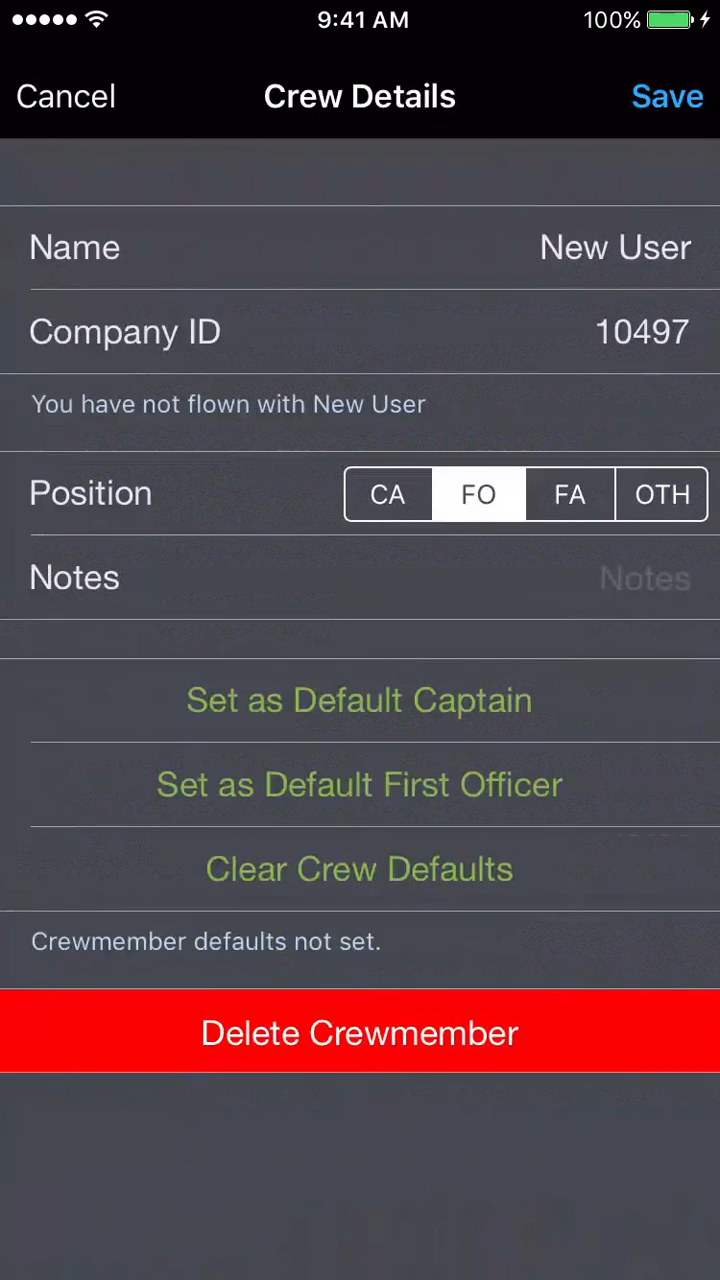 9:41 AM 100%
Cancel Crew Details Save
Name New User
Company ID 10497
You have not flown with New User
Position CA FO FA OTH
Notes Notes
Set as Default Captain
Set as Default First Officer
Clear Crew Defaults
Crewmember defaults not set.
Delete Crewmember